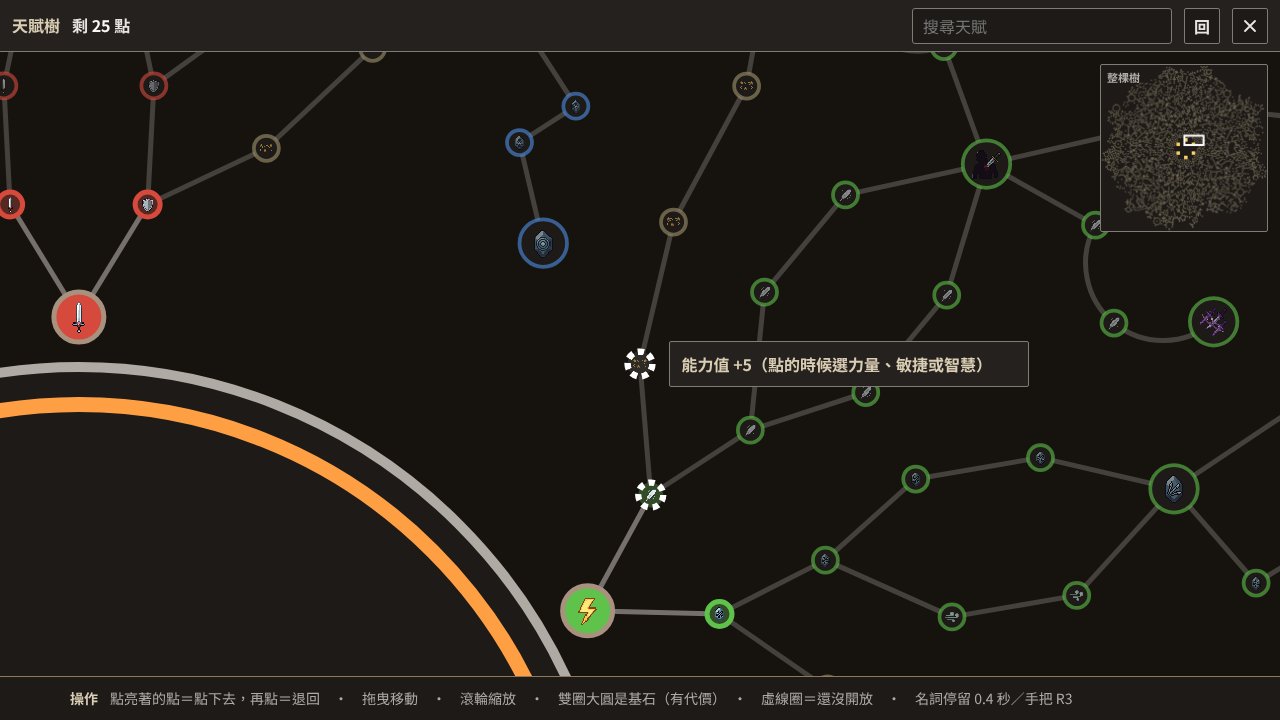 天賦樹 剩 25 點
搜尋天賦
回 ✕
整棵樹
能力值 +5（點的時候選力量、敏捷或智慧）
操作 點亮著的點＝點下去，再點＝退回 • 拖曳移動 • 滾輪縮放 • 雙圈大圓是基石（有代價） • 虛線圈＝還沒開放 • 名詞停留 0.4 秒／手把 R3